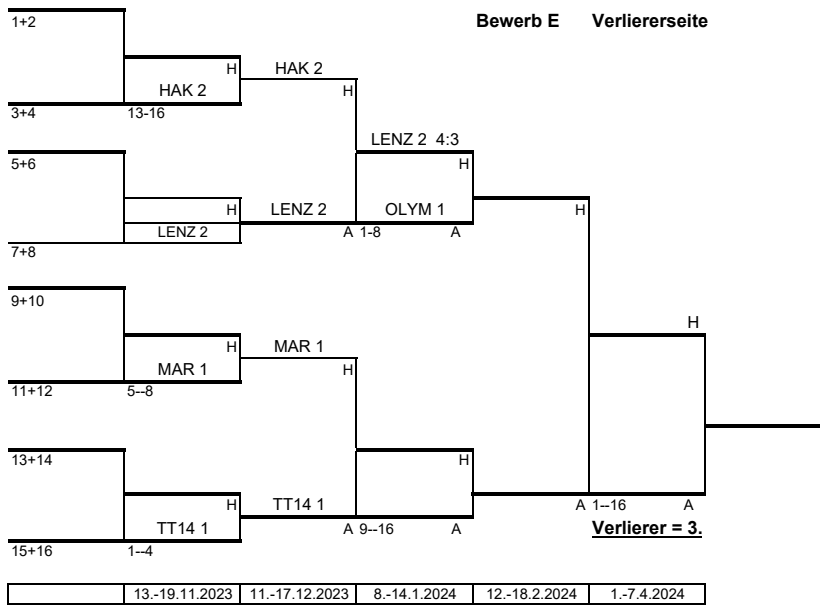 Bewerb E Verliererseite
1+2
H HAK 2
HAK 2 H
3+4 13-16
LENZ 2 4:3
5+6 H
H LENZ 2 OLYM 1 H
LENZ 2 A 1-8 A
7+8
9+10
H
H MAR 1
MAR 1 H
11+12 5--8
13+14 H
H TT14 1 A 1--16 A
TT14 1 A 9--16 A Verlierer = 3.
15+16 1--4
13.-19.11.2023 11.-17.12.2023 8.-14.1.2024 12.-18.2.2024 1.-7.4.2024